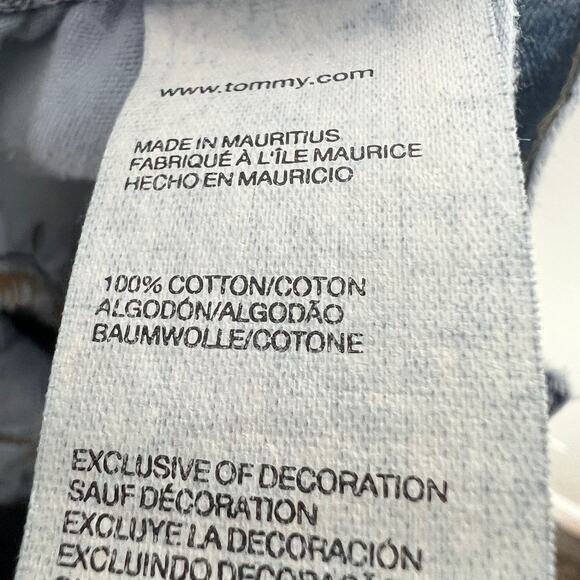 www.tommy.com
MADE IN MAURITIUS
FABRIQUÉ À L'ÎLE MAURICE
HECHO EN MAURICIO
100% COTTON/COTON
ALGODÓN/ALGODÃO
BAUMWOLLE/COTONE
EXCLUSIVE OF DECORATION
SAUF DÉCORATION
EXCLUYE LA DECORACIÓN
EXCLUINDO